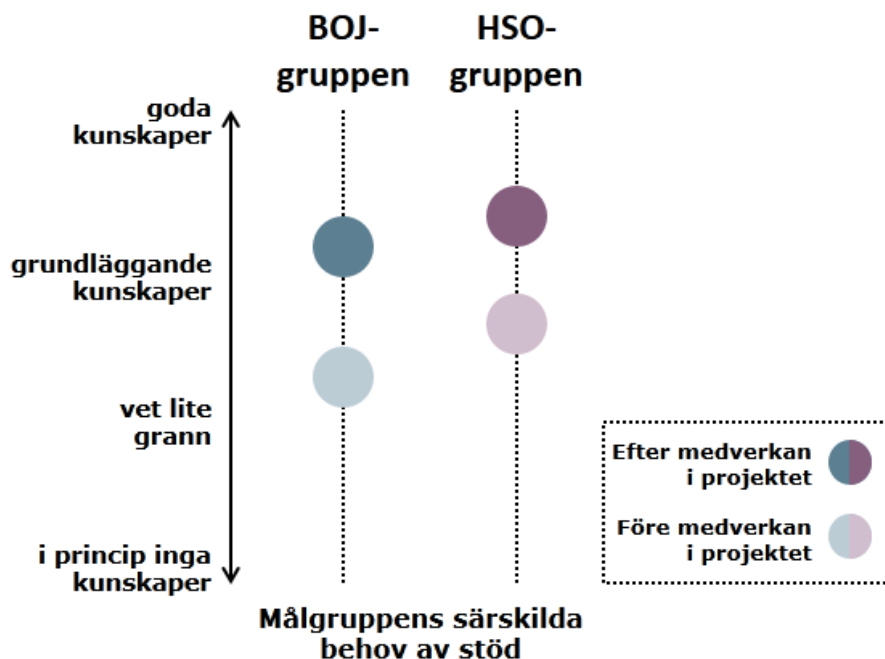 BOJ-
gruppen
HSO-
gruppen
goda
kunskaper
grundläggande
kunskaper
vet lite
grann
i princip inga
kunskaper
Målgruppens särskilda
behov av stöd
Efter medverkan
i projektet
Före medverkan
i projektet